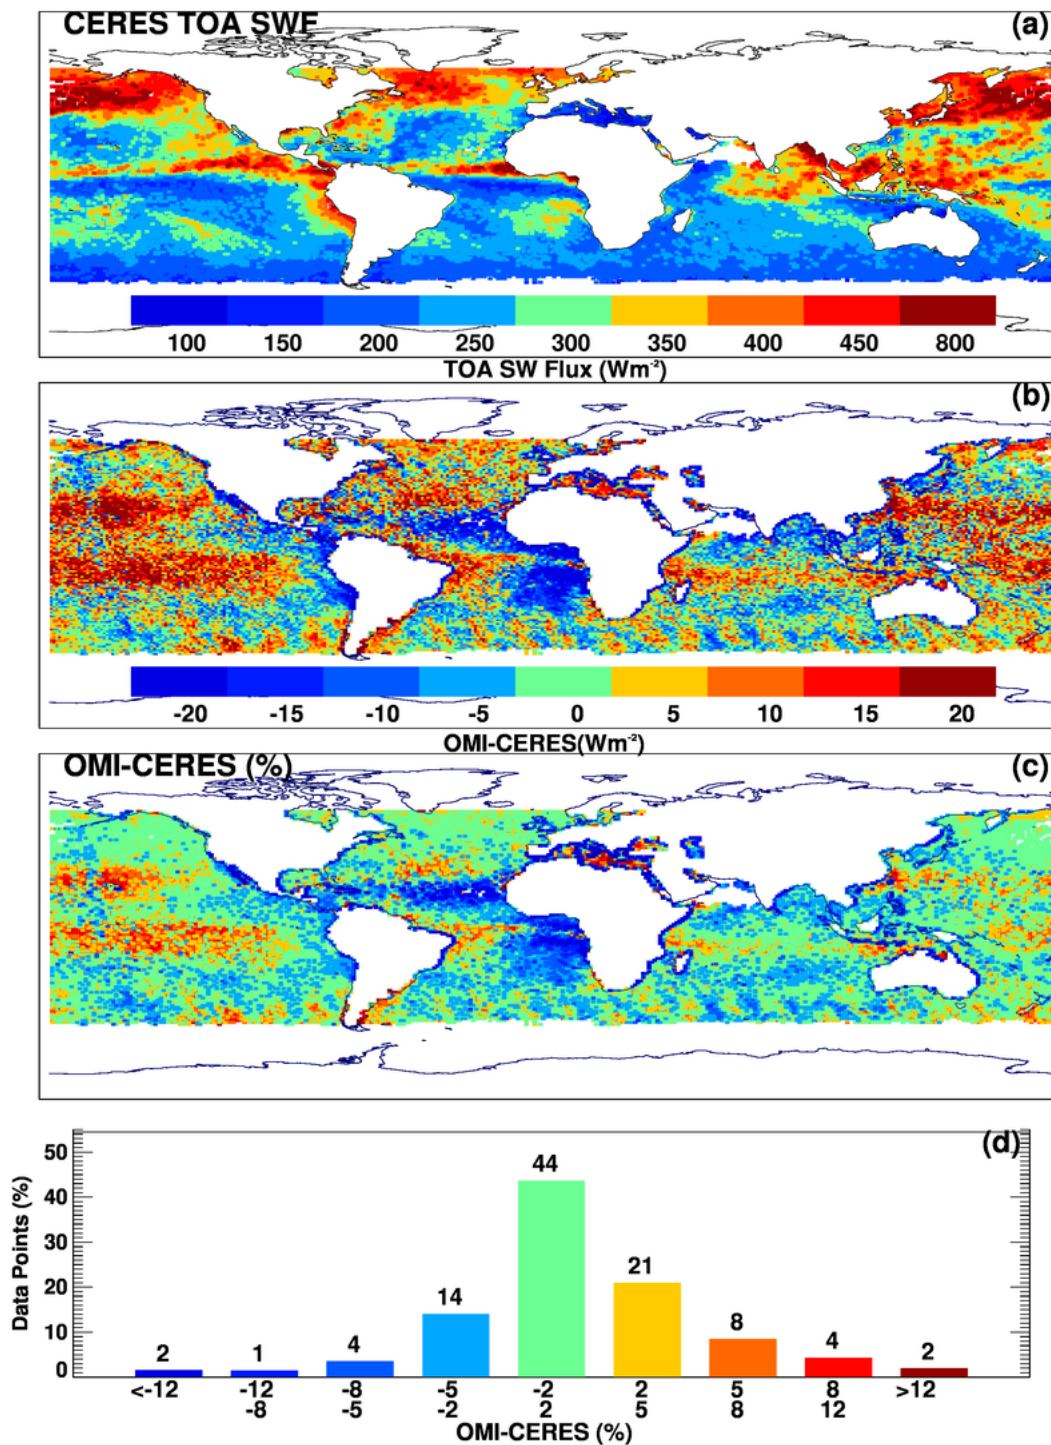 CERES TOA SWF (a)
100 150 200 250 300 350 400 450 800
TOA SW Flux (Wm-2)
(b)
-20 -15 -10 -5 0 5 10 15 20
OMI-CERES(Wm-2)
OMI-CERES (%) (c)
(d)
50
40
30
20
10
0
Data Points (%)
2 1 4 14 44 21 8 4 2
<-12 -12 -8 -5 -2 2 5 8 >12
-8 -5 -2 2 5 8 12
OMI-CERES (%)